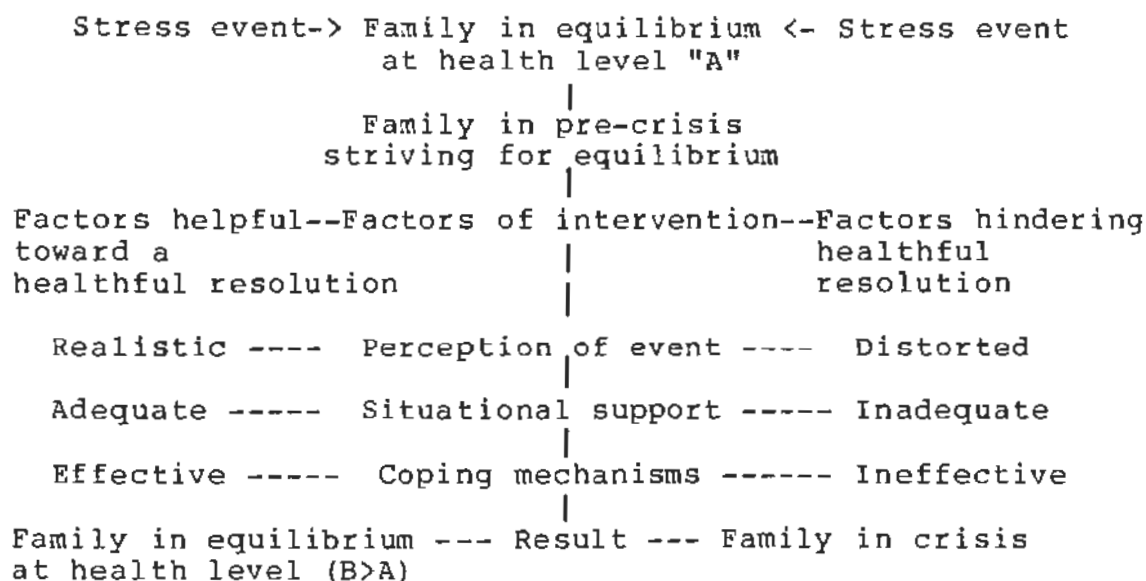 Stress event-> Family in equilibrium <- Stress event
at health level "A"
|
Family in pre-crisis
striving for equilibrium
|
Factors helpful--Factors of intervention--Factors hindering
toward a | healthful
healthful resolution | resolution
Realistic ---- Perception of event ---- Distorted
|
Adequate ----- Situational support ----- Inadequate
|
Effective ----- Coping mechanisms ------ Ineffective
|
Family in equilibrium --- Result --- Family in crisis
at health level (B>A)